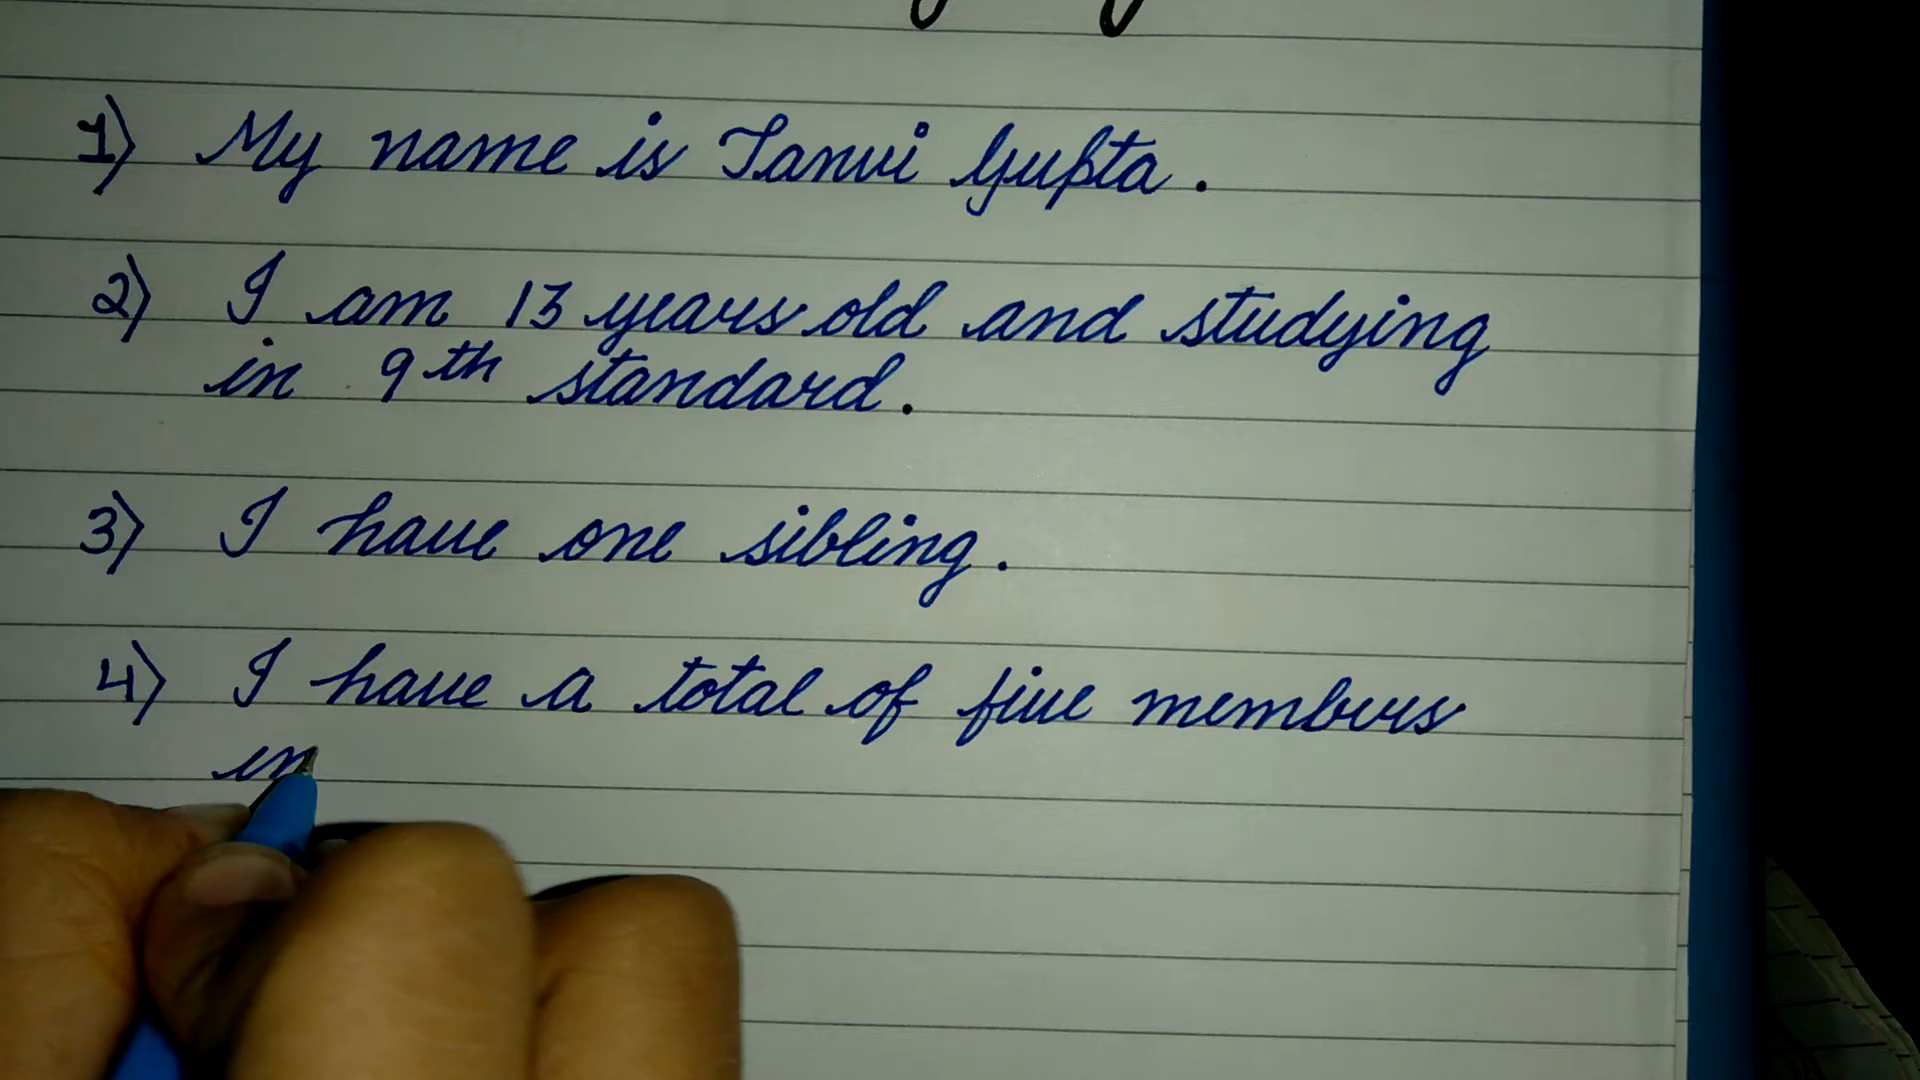 1) My name is Tanvi Gupta.
2) I am 13 years old and studying
in 9th standard.
3) I have one sibling.
4) I have a total of five members
in